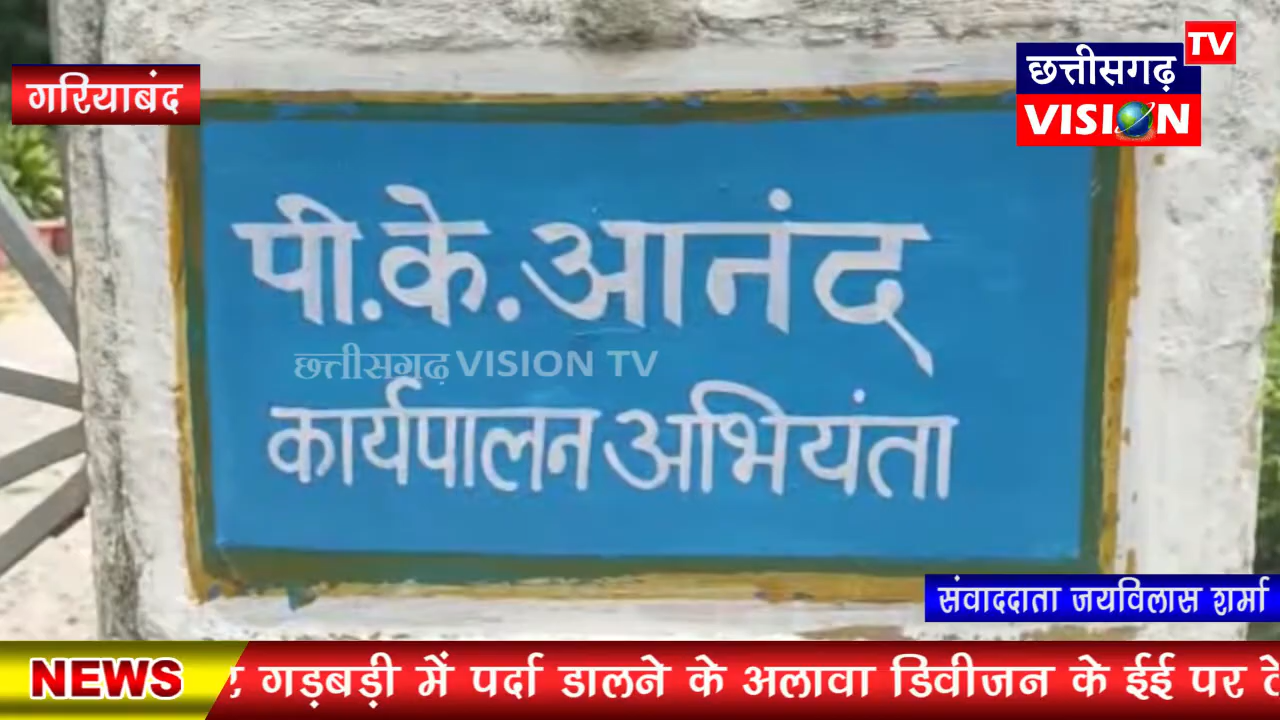 गरियाबंद
छत्तीसगढ़ TV
VISION
पी.के.आनंद
छत्तीसगढ़ VISION TV
कार्यपालन अभियंता
संवाददाता जयविलास शर्मा
NEWS गड़बड़ी में पर्दा डालने के अलावा डिवीजन के ईई पर